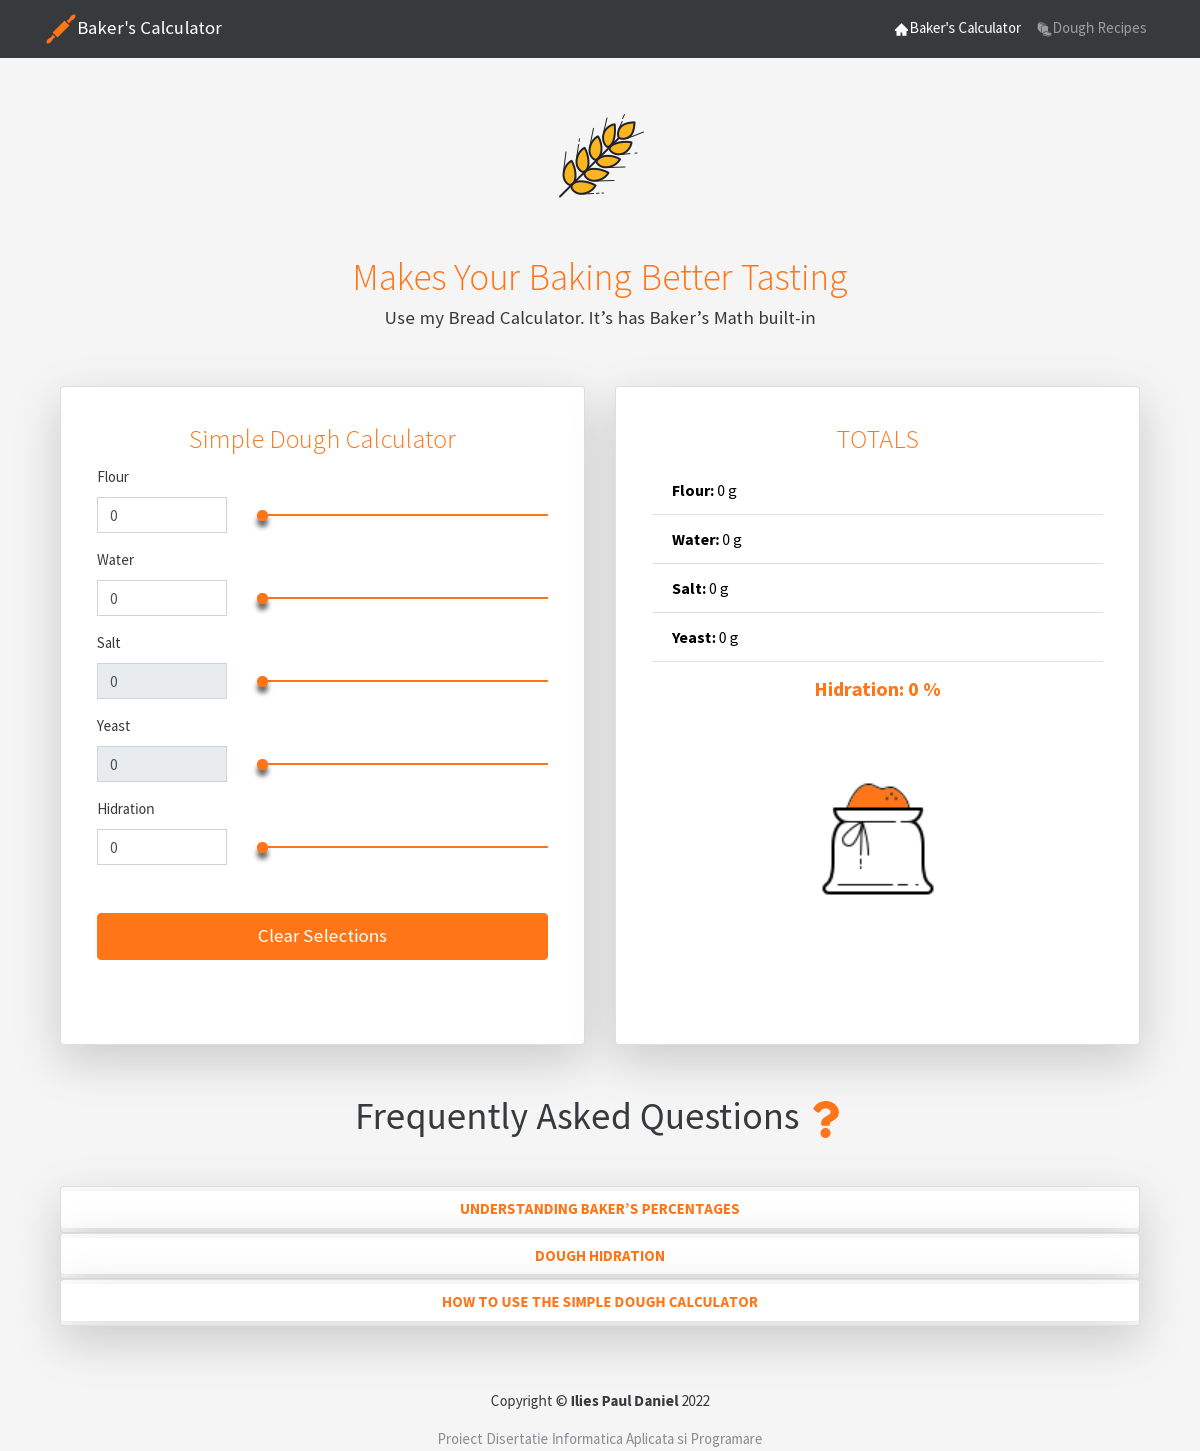 Baker's Calculator
Baker's Calculator
Dough Recipes
Makes Your Baking Better Tasting
Use my Bread Calculator. It’s has Baker’s Math built-in
Simple Dough Calculator
Flour
0
Water
0
Salt
0
Yeast
0
Hidration
0
Clear Selections
TOTALS
Flour: 0 g
Water: 0 g
Salt: 0 g
Yeast: 0 g
Hidration: 0 %
Frequently Asked Questions ?
UNDERSTANDING BAKER’S PERCENTAGES
DOUGH HIDRATION
HOW TO USE THE SIMPLE DOUGH CALCULATOR
Copyright © Ilies Paul Daniel 2022
Proiect Disertatie Informatica Aplicata si Programare